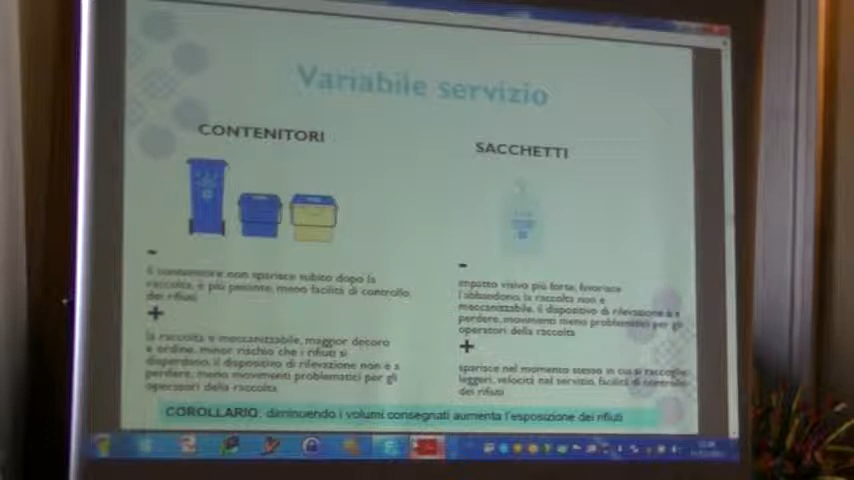 Variabile servizio
CONTENITORI
SACCHETTI
-
il contenitore non sparisce subito dopo la
raccolta, è più pesante, meno facilità di controllo
dei rifiuti
+
la raccolta è meccanizzabile, maggior decoro
e ordine, minor rischio che i rifiuti si
disperdano, il dispositivo di rilevazione non è a
perdere, meno movimenti problematici per gli
operatori della raccolta
-
impatto visivo più forte, favorisce
l'abbandono, la raccolta non è
meccanizzabile, il dispositivo di rilevazione è a
perdere, movimenti meno problematici per gli
operatori della raccolta
+
sparisce nel momento stesso in cui si raccoglie,
leggeri, velocità nel servizio, facilità di controllo
dei rifiuti
COROLLARIO: diminuendo i volumi consegnati aumenta l'esposizione dei rifiuti